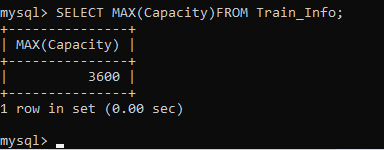 mysql> SELECT MAX(Capacity)FROM Train_Info;
+---------------+
| MAX(Capacity) |
+---------------+
|          3600 |
+---------------+
1 row in set (0.00 sec)
mysql>